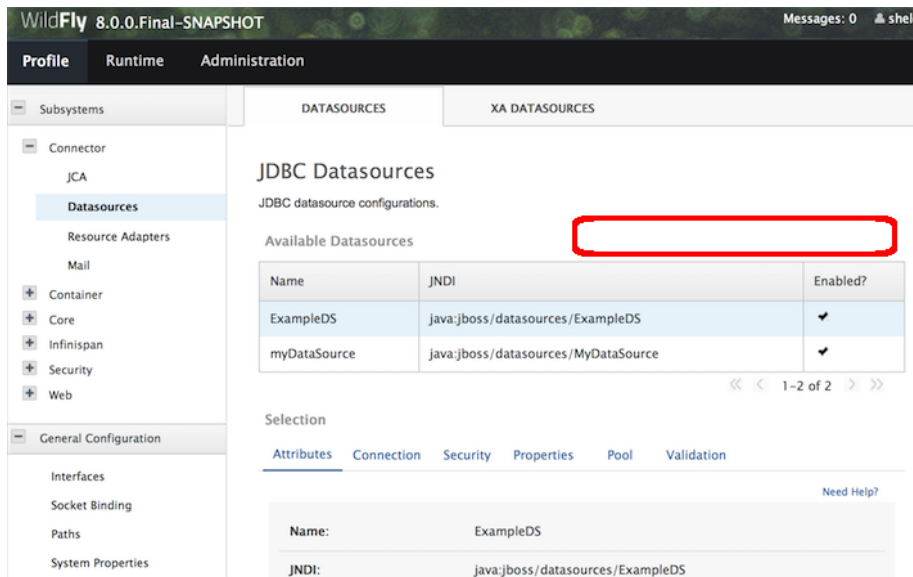 WildFly 8.0.0.Final-SNAPSHOT
Messages: 0
Profile Runtime Administration
Subsystems
Connector
JCA
Datasources
Resource Adapters
Mail
Container
Core
Infinispan
Security
Web
General Configuration
Interfaces
Socket Binding
Paths
System Properties
DATASOURCES XA DATASOURCES
JDBC Datasources
JDBC datasource configurations.
Available Datasources
Name JNDI Enabled?
ExampleDS java:jboss/datasources/ExampleDS
myDataSource java:jboss/datasources/MyDataSource
1-2 of 2
Selection
Attributes Connection Security Properties Pool Validation
Need Help?
Name: ExampleDS
JNDI: java:jboss/datasources/ExampleDS